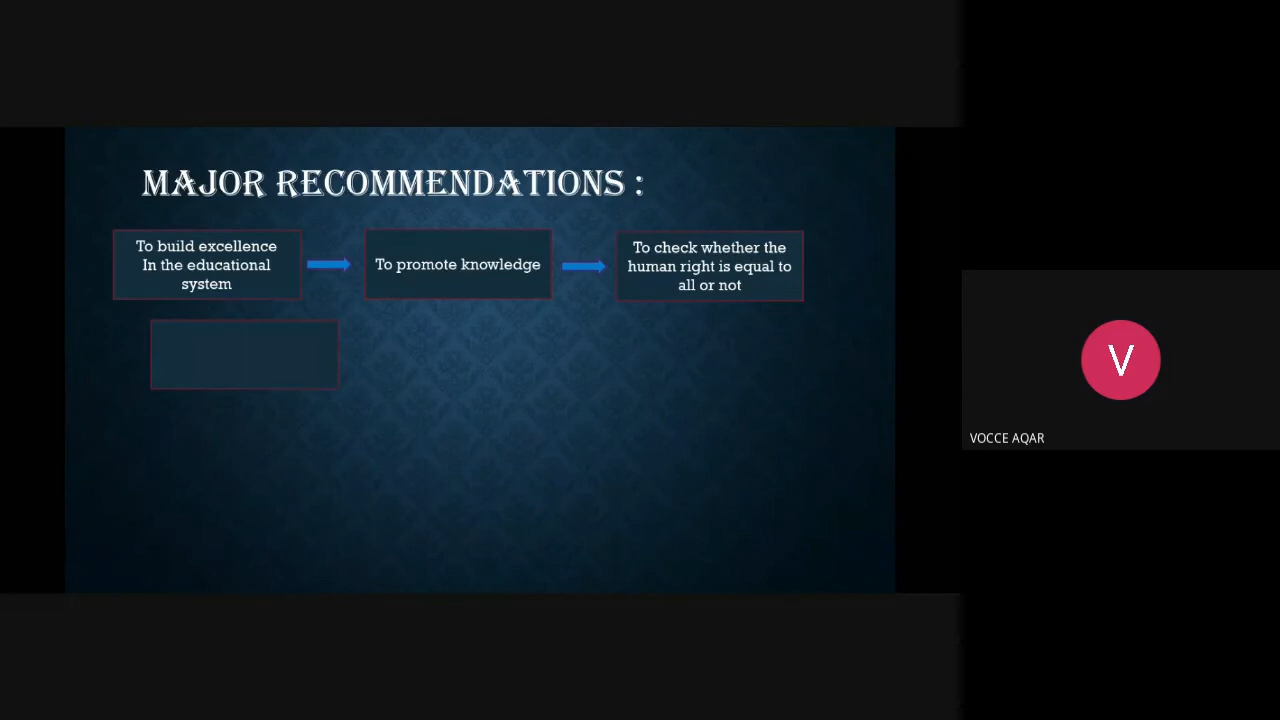 MAJOR RECOMMENDATIONS :
To build excellence
In the educational
system
To promote knowledge
To check whether the
human right is equal to
all or not
V
VOCCE AQAR